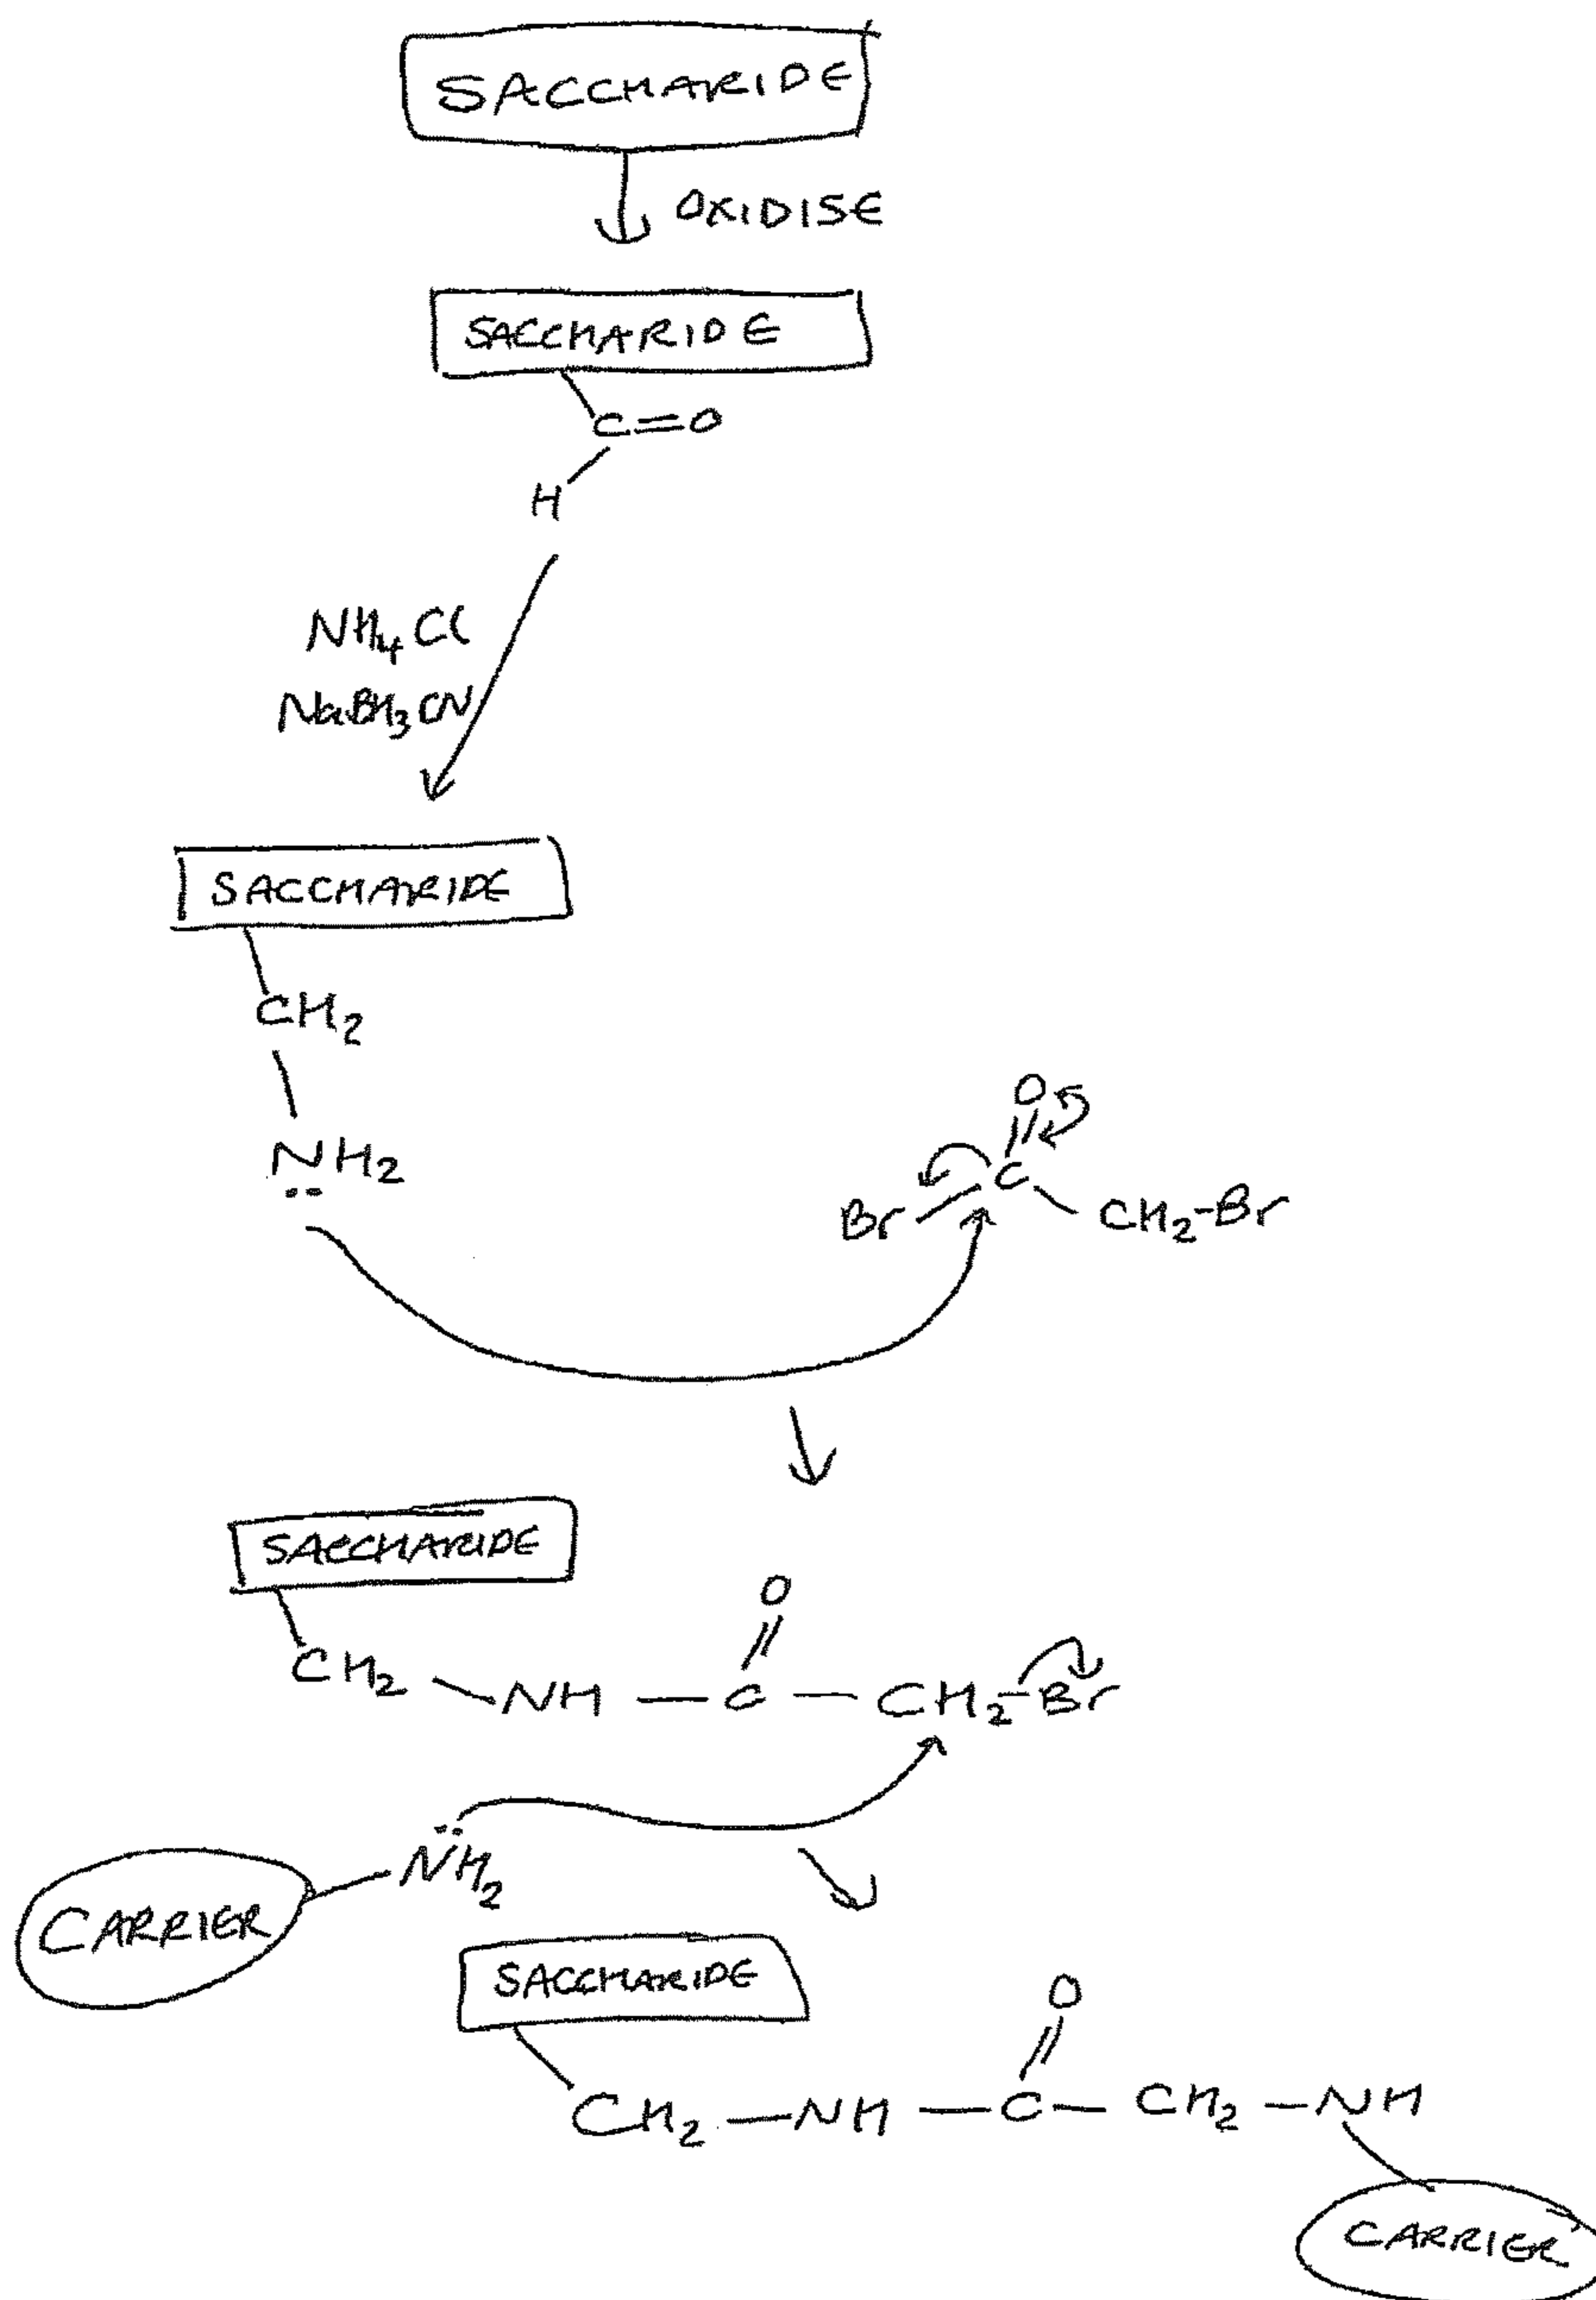 SACCHARIDE
OXIDISE
SACCHARIDE
C=O
H
NH4Cl
NaBH3CN
SACCHARIDE
CH2
NH2
O
C
Br
CH2-Br
SACCHARIDE
O
CH2 - NH - C - CH2-Br
NH2
CARRIER
SACCHARIDE
O
CH2 - NH - C - CH2 - NH
CARRIER